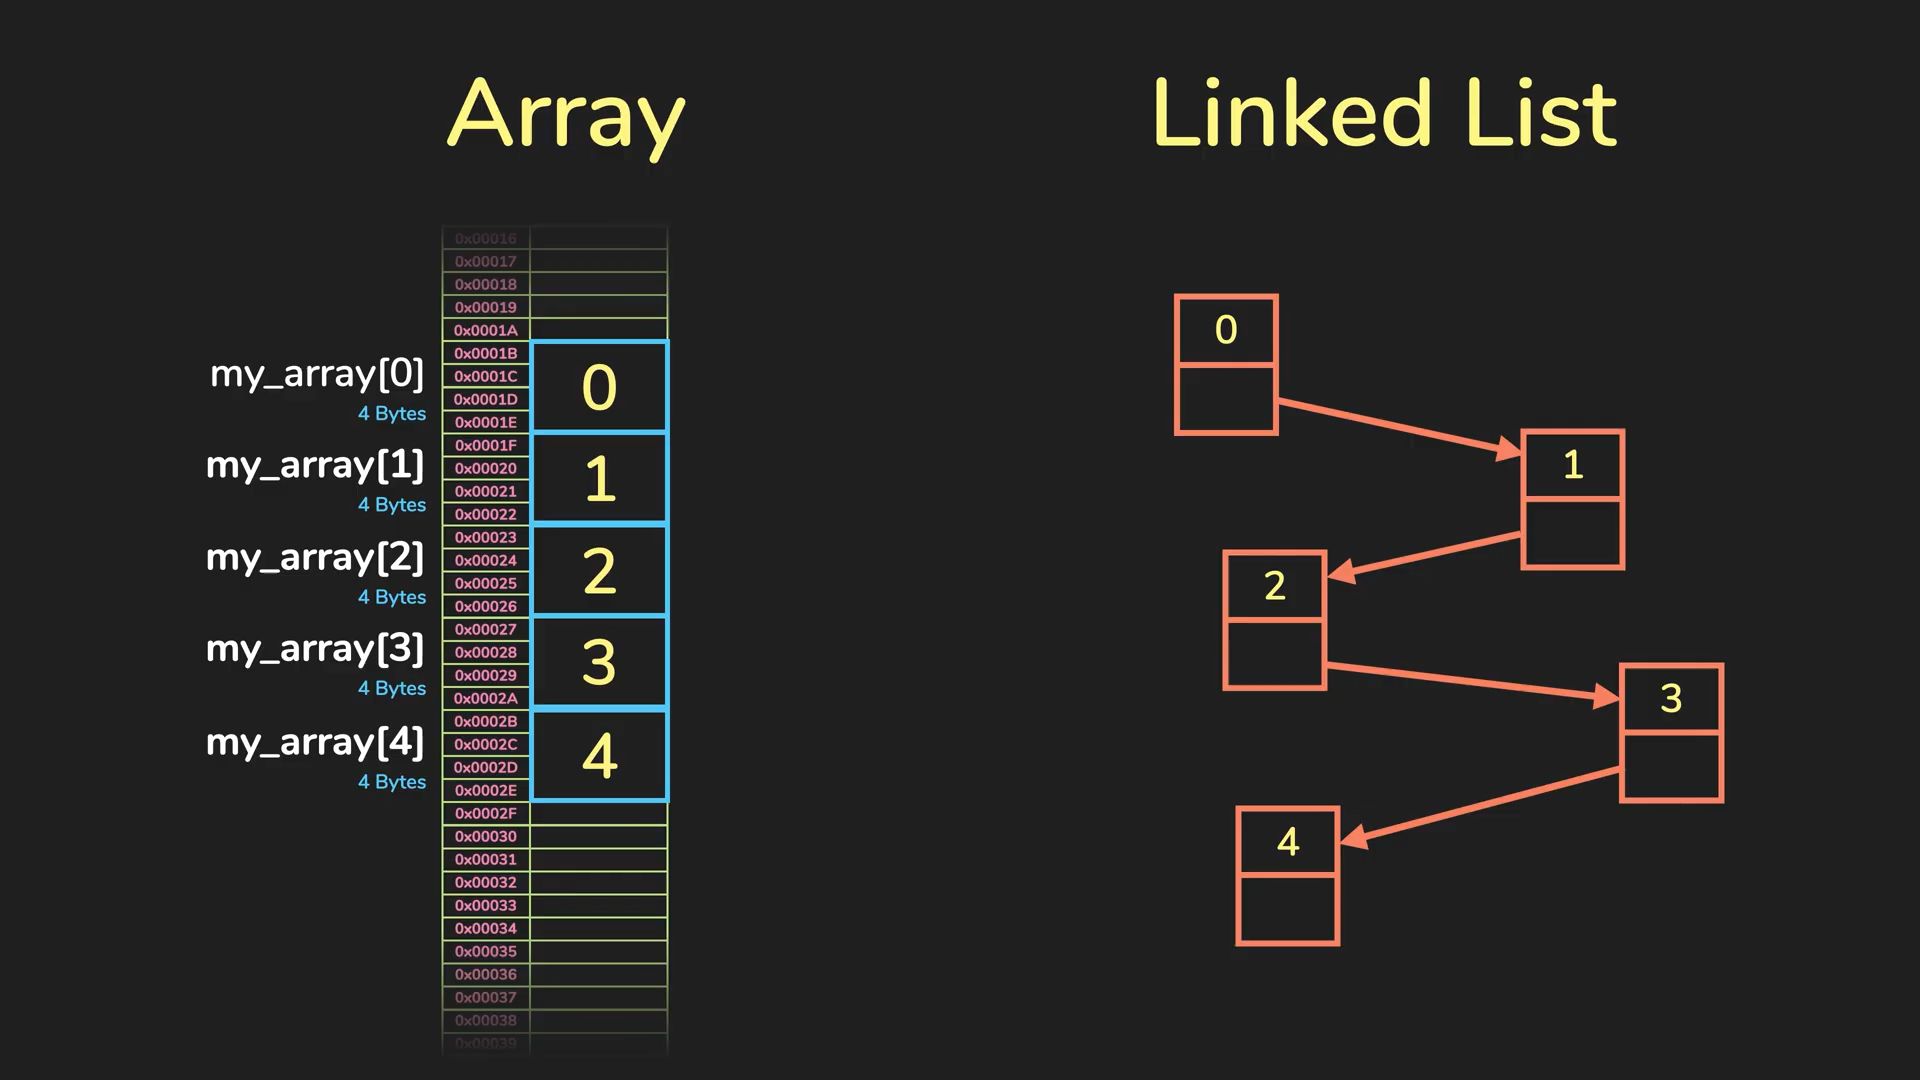 Array
Linked List
0x00016
0x00017
0x00018
0x00019
0x0001A
my_array[0]
4 Bytes
0x0001B
0x0001C
0x0001D
0x0001E
0
my_array[1]
4 Bytes
0x0001F
0x00020
0x00021
0x00022
1
my_array[2]
4 Bytes
0x00023
0x00024
0x00025
0x00026
2
my_array[3]
4 Bytes
0x00027
0x00028
0x00029
0x0002A
3
my_array[4]
4 Bytes
0x0002B
0x0002C
0x0002D
0x0002E
4
0x0002F
0x00030
0x00031
0x00032
0x00033
0x00034
0x00035
0x00036
0x00037
0x00038
0x00039
0
1
2
3
4